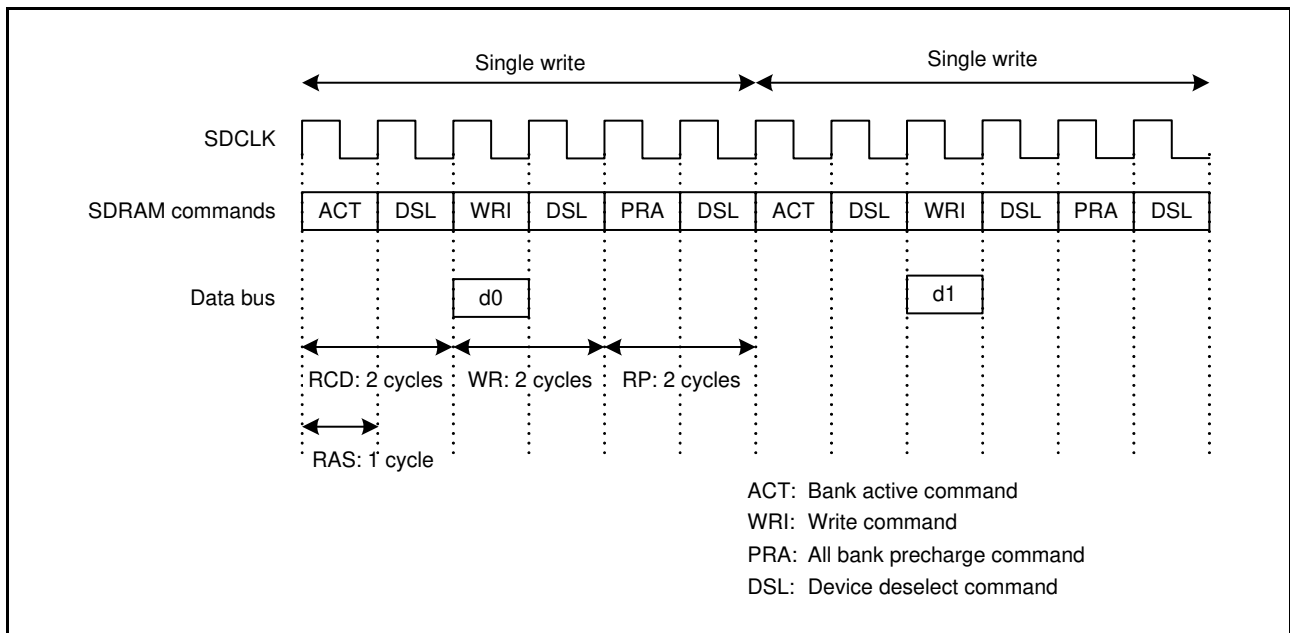 Single write Single write
SDCLK
SDRAM commands ACT DSL WRI DSL PRA DSL ACT DSL WRI DSL PRA DSL
Data bus d0 d1
RCD: 2 cycles WR: 2 cycles RP: 2 cycles
RAS: 1 cycle
ACT: Bank active command
WRI: Write command
PRA: All bank precharge command
DSL: Device deselect command